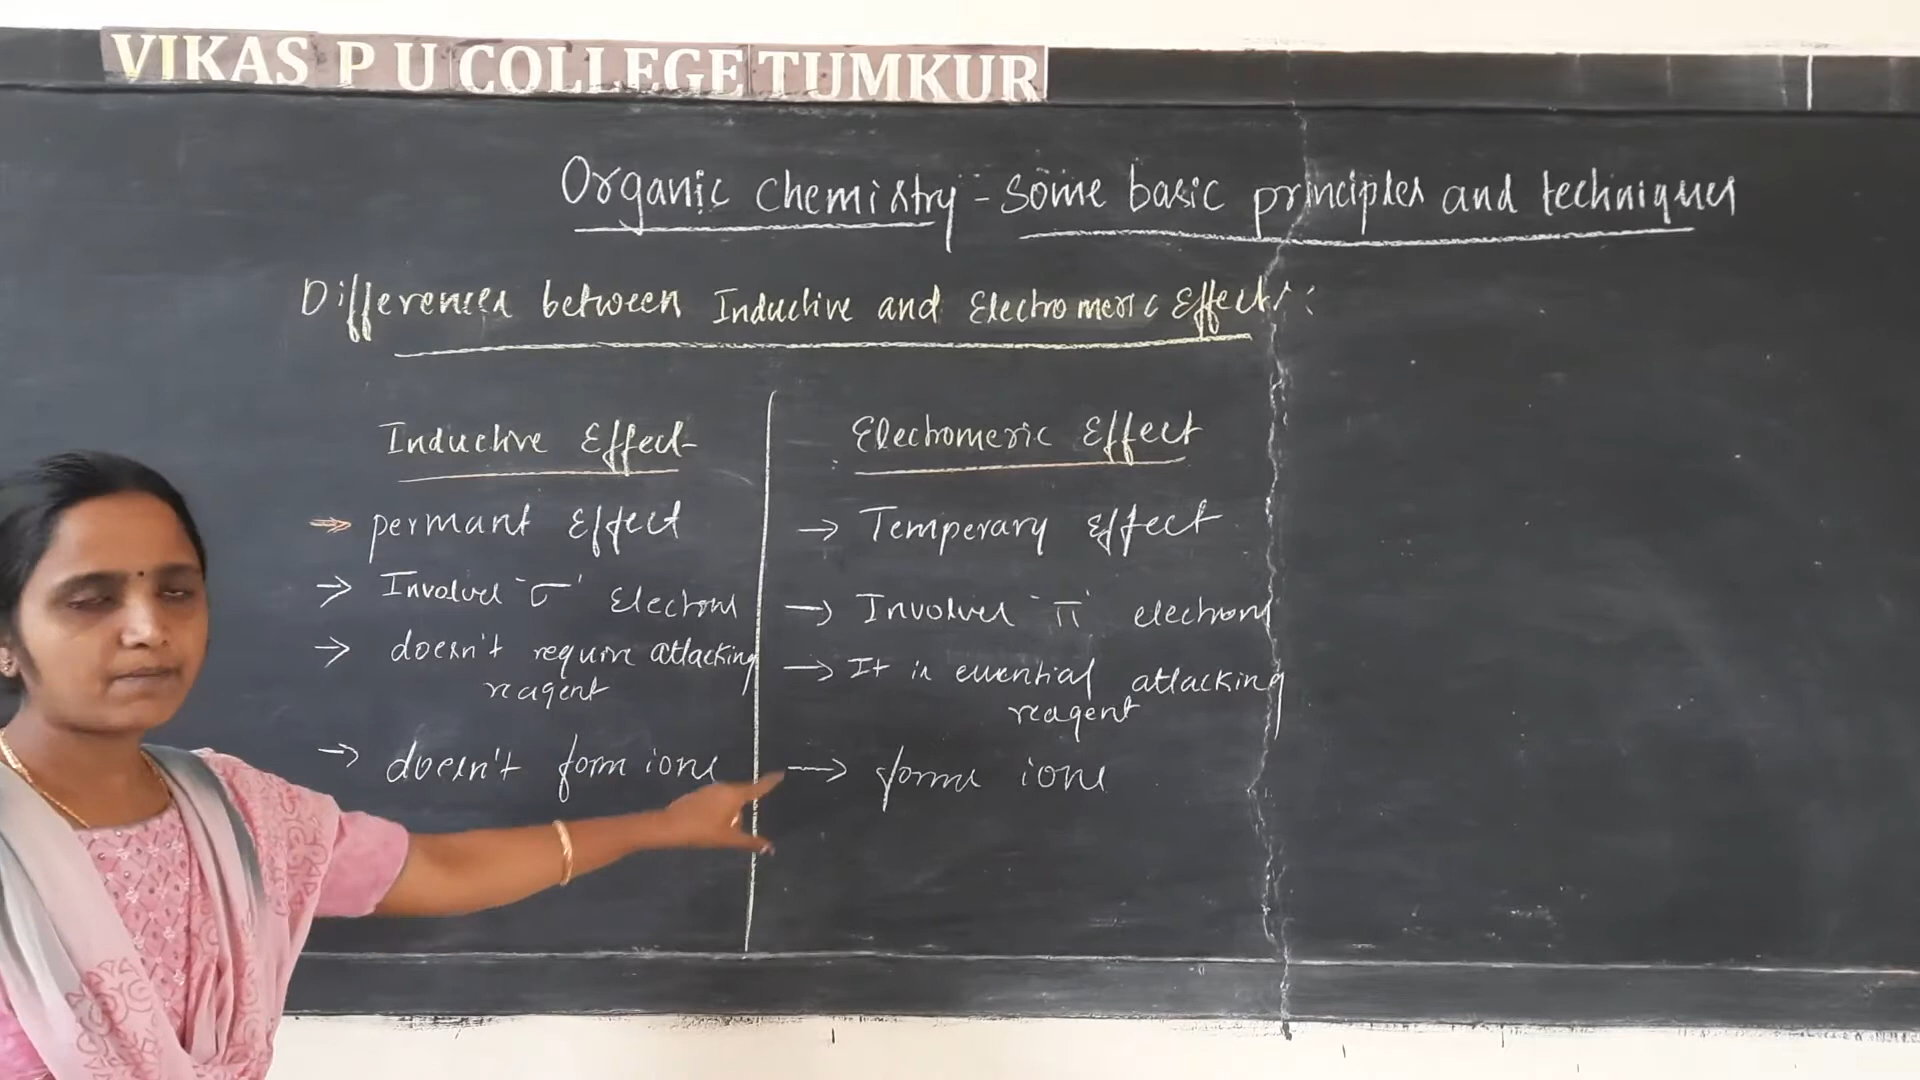 VIKAS P U COLLEGE TUMKUR
Organic chemistry - Some basic principles and techniques
Differences between Inductive and Electromeric Effects :
Inductive Effect
Electromeric Effect
⇒ permant Effect
→ Temperary Effect
→ Involves 'σ' Electrons
→ Involves 'π' electrons
→ doesn't require attacking
reagent
→ It is essential attacking
reagent
→ doesn't form ions
→ forms ions